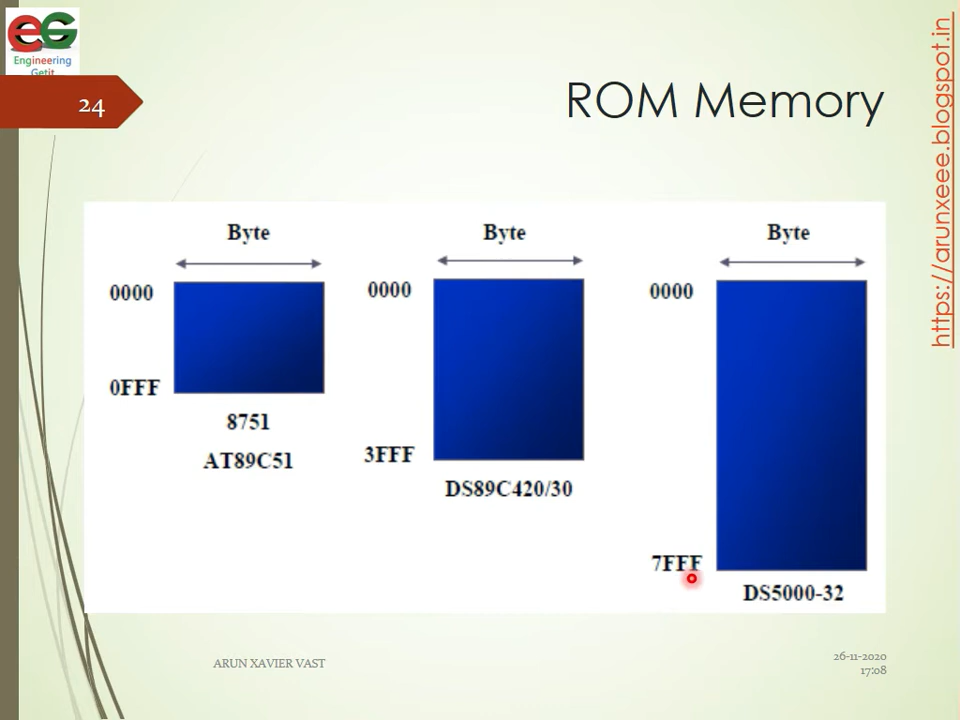 eG
Engineering
Getit
24
ROM Memory
https://arunxeee.blogspot.in
Byte
Byte
Byte
0000
0000
0000
0FFF
8751
AT89C51
3FFF
DS89C420/30
7FFF
DS5000-32
ARUN XAVIER VAST
26-11-2020
17:08